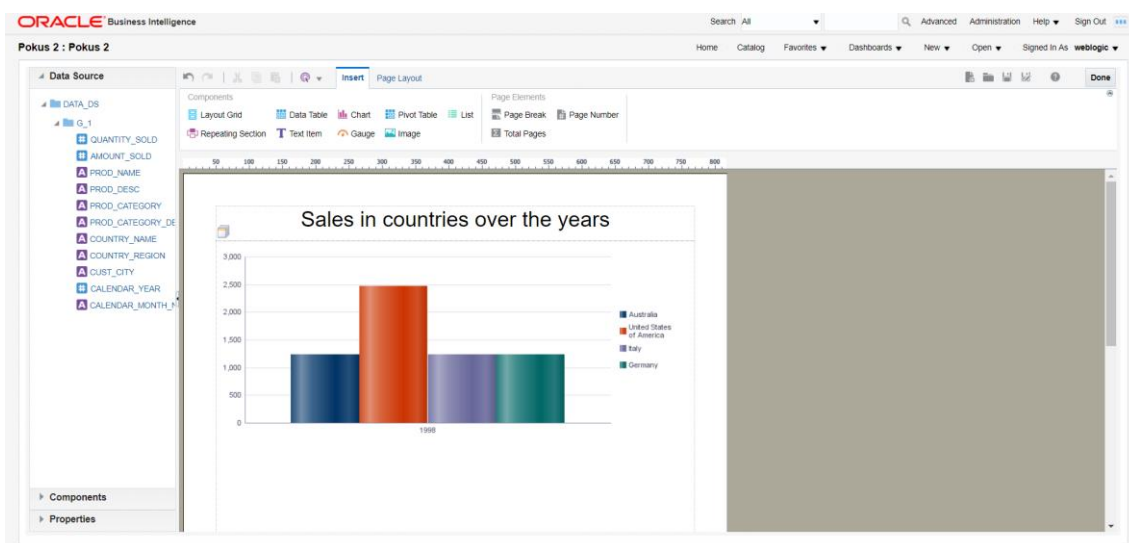 ORACLE Business Intelligence
Search All Advanced Administration Help Sign Out
Pokus 2 : Pokus 2
Home Catalog Favorites Dashboards New Open Signed In As weblogic
Data Source
Insert Page Layout
Done
DATA_DS
G_1
QUANTITY_SOLD
AMOUNT_SOLD
PROD_NAME
PROD_DESC
PROD_CATEGORY
PROD_CATEGORY_DE
COUNTRY_NAME
COUNTRY_REGION
CUST_CITY
CALENDAR_YEAR
CALENDAR_MONTH_N
Components
Properties
Components
Layout Grid Data Table Chart Pivot Table List
Repeating Section Text Item Gauge Image
Page Elements
Page Break Page Number
Total Pages
50 100 150 200 250 300 350 400 450 500 550 600 650 700 750 800
Sales in countries over the years
3,000
2,500
2,000
1,500
1,000
500
0
1998
Australia
United States
of America
Italy
Germany